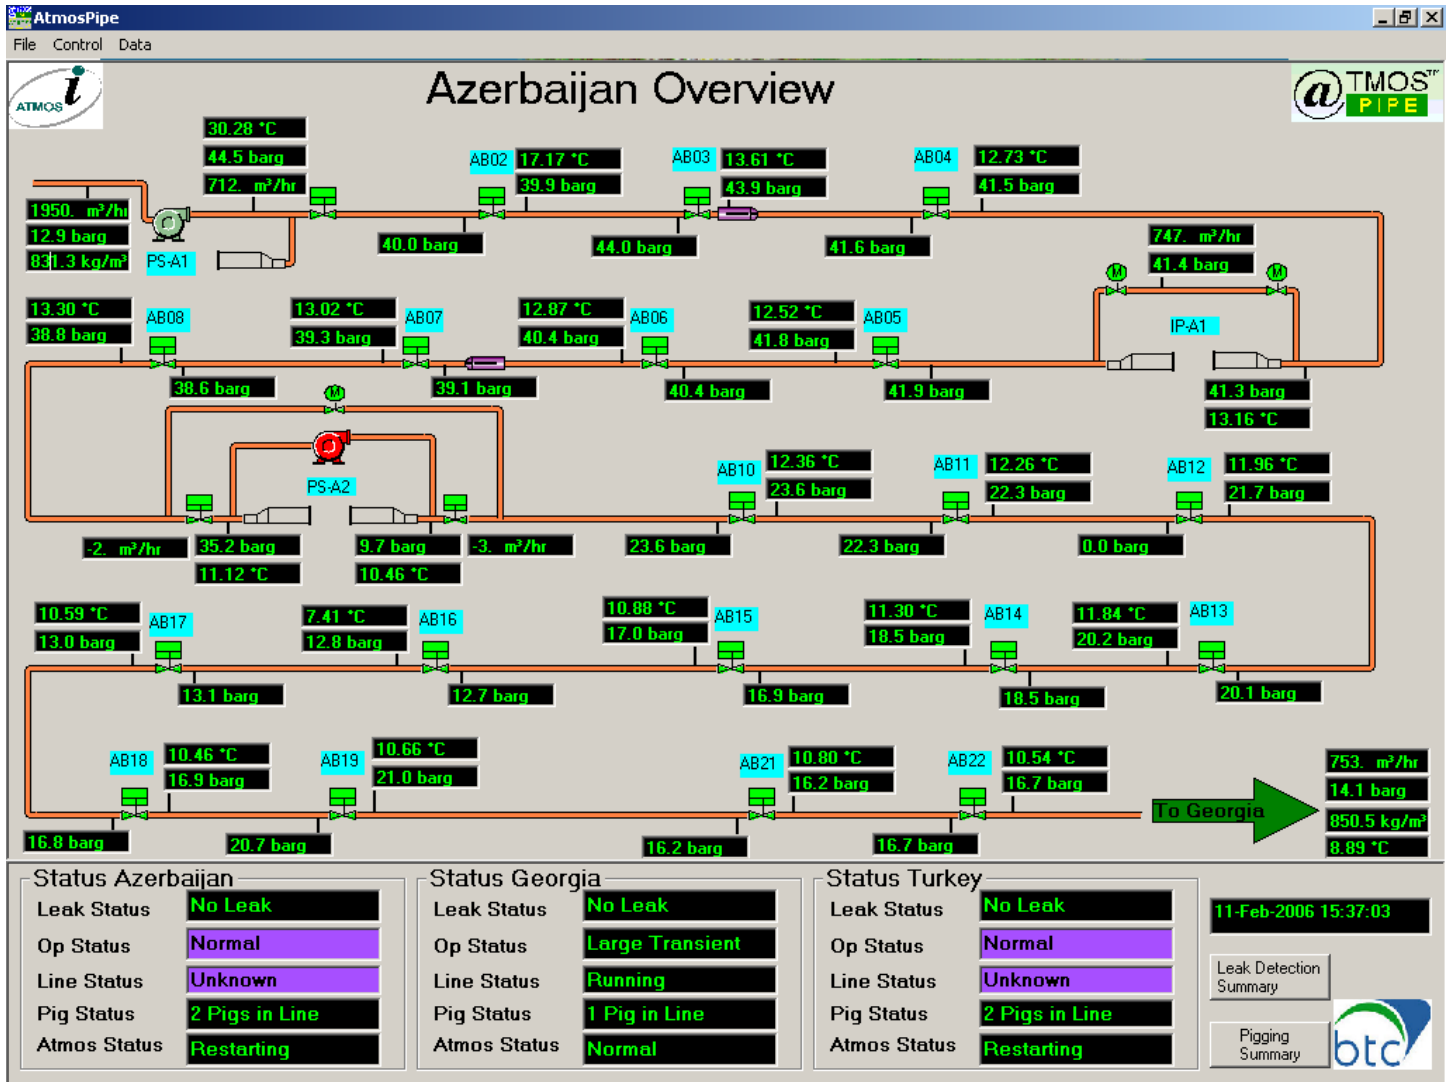 AtmosPipe
File Control Data
ATMOS i
Azerbaijan Overview
@TMOS™
PIPE
30.28 °C
44.5 barg
712. m³/hr
AB02
17.17 °C
39.9 barg
AB03
13.61 °C
43.9 barg
AB04
12.73 °C
41.5 barg
1950. m³/hr
12.9 barg
831.3 kg/m³
PS-A1
40.0 barg
44.0 barg
41.6 barg
747. m³/hr
41.4 barg
M
M
13.30 °C
38.8 barg
AB08
13.02 °C
39.3 barg
AB07
12.87 °C
40.4 barg
AB06
12.52 °C
41.8 barg
AB05
IP-A1
38.6 barg
39.1 barg
40.4 barg
41.9 barg
41.3 barg
13.16 °C
M
PS-A2
AB10
12.36 °C
23.6 barg
AB11
12.26 °C
22.3 barg
AB12
11.96 °C
21.7 barg
-2. m³/hr
35.2 barg
11.12 °C
9.7 barg
10.46 °C
-3. m³/hr
23.6 barg
22.3 barg
0.0 barg
10.59 °C
13.0 barg
AB17
7.41 °C
12.8 barg
AB16
10.88 °C
17.0 barg
AB15
11.30 °C
18.5 barg
AB14
11.84 °C
20.2 barg
AB13
13.1 barg
12.7 barg
16.9 barg
18.5 barg
20.1 barg
AB18
10.46 °C
16.9 barg
AB19
10.66 °C
21.0 barg
AB21
10.80 °C
16.2 barg
AB22
10.54 °C
16.7 barg
To Georgia
753. m³/hr
14.1 barg
850.5 kg/m³
8.89 °C
16.8 barg
20.7 barg
16.2 barg
16.7 barg
Status Azerbaijan
Leak Status No Leak
Op Status Normal
Line Status Unknown
Pig Status 2 Pigs in Line
Atmos Status Restarting
Status Georgia
Leak Status No Leak
Op Status Large Transient
Line Status Running
Pig Status 1 Pig in Line
Atmos Status Normal
Status Turkey
Leak Status No Leak
Op Status Normal
Line Status Unknown
Pig Status 2 Pigs in Line
Atmos Status Restarting
11-Feb-2006 15:37:03
Leak Detection
Summary
Pigging
Summary
btc